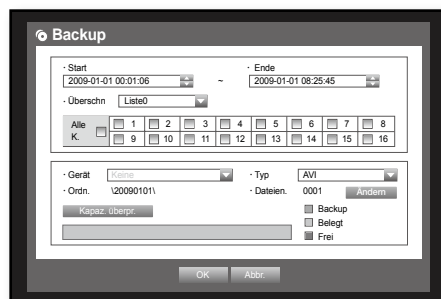 Backup
· Start · Ende
2009-01-01 00:01:06 ~ 2009-01-01 08:25:45
· Überschn Liste0
Alle K. 1 2 3 4 5 6 7 8
9 10 11 12 13 14 15 16
· Gerät Keine · Typ AVI
· Ordn. \20090101\ · Dateien. 0001 Ändern
Kapaz. überpr. Backup
Belegt
Frei
OK Abbr.